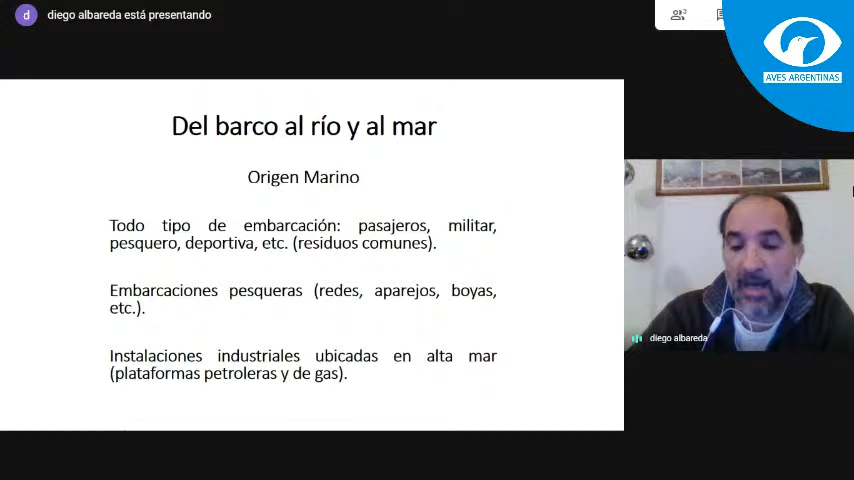 d diego albareda está presentando
3
AVES ARGENTINAS
Del barco al río y al mar
Origen Marino
Todo tipo de embarcación: pasajeros, militar,
pesquero, deportiva, etc. (residuos comunes).
Embarcaciones pesqueras (redes, aparejos, boyas,
etc.).
Instalaciones industriales ubicadas en alta mar
(plataformas petroleras y de gas).
diego albareda